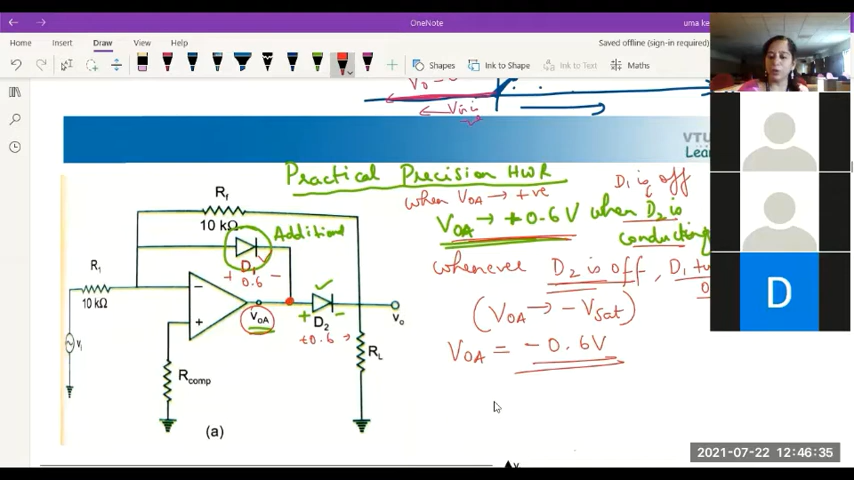 OneNote
uma ke
Home Insert Draw View Help
Saved offline (sign-in required)
Shapes
Ink to Shape
Ink to Text
Maths
VTU
Lear
Practical Precision HWR
D1 is off
when VOA → +ve
VOA → +0.6V when D2 is
conducting
whenever D2 is off, D1 tu
(VOA → -Vsat)
VOA = -0.6V
Rf
10 kΩ
Additional
D1
+ 0.6 -
R1
10 kΩ
−
+
VOA
+ -
D2
+0.6
vo
vi
RL
Rcomp
(a)
D
2021-07-22 12:46:35